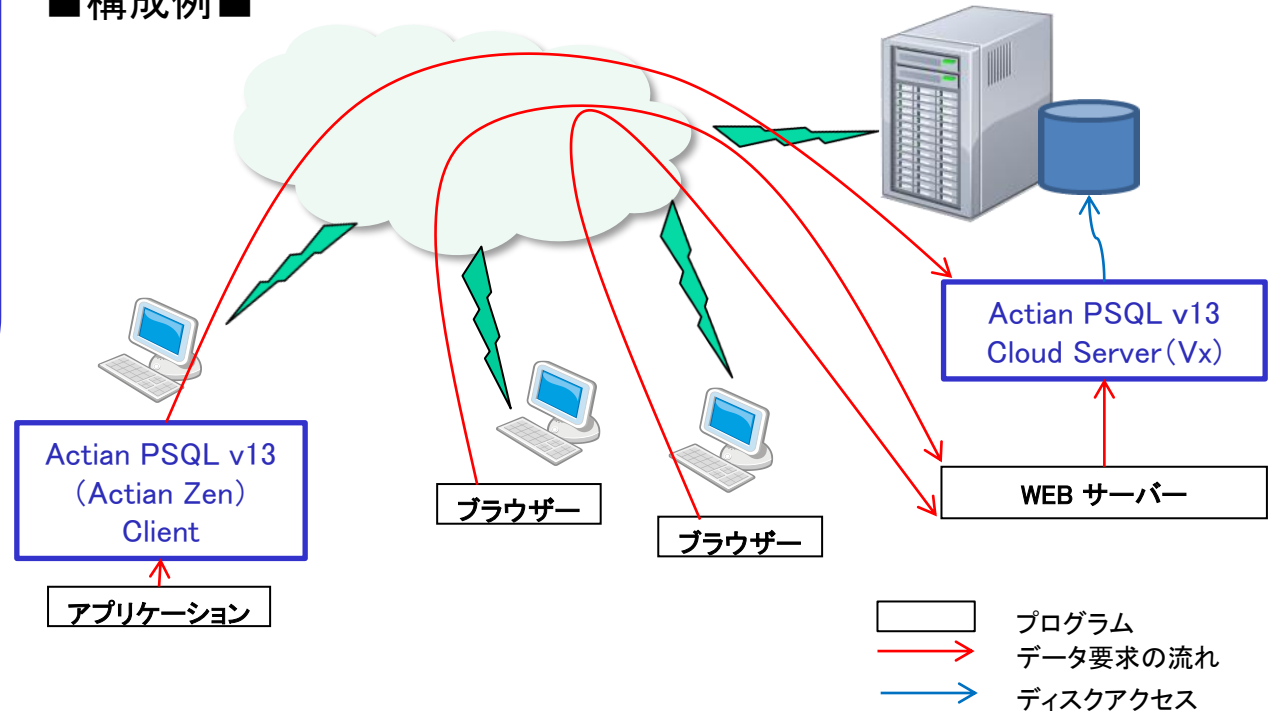 ■構成例■
Actian PSQL v13
Cloud Server(Vx)
Actian PSQL v13
(Actian Zen)
Client
ブラウザー
ブラウザー
WEB サーバー
アプリケーション
プログラム
データ要求の流れ
ディスクアクセス